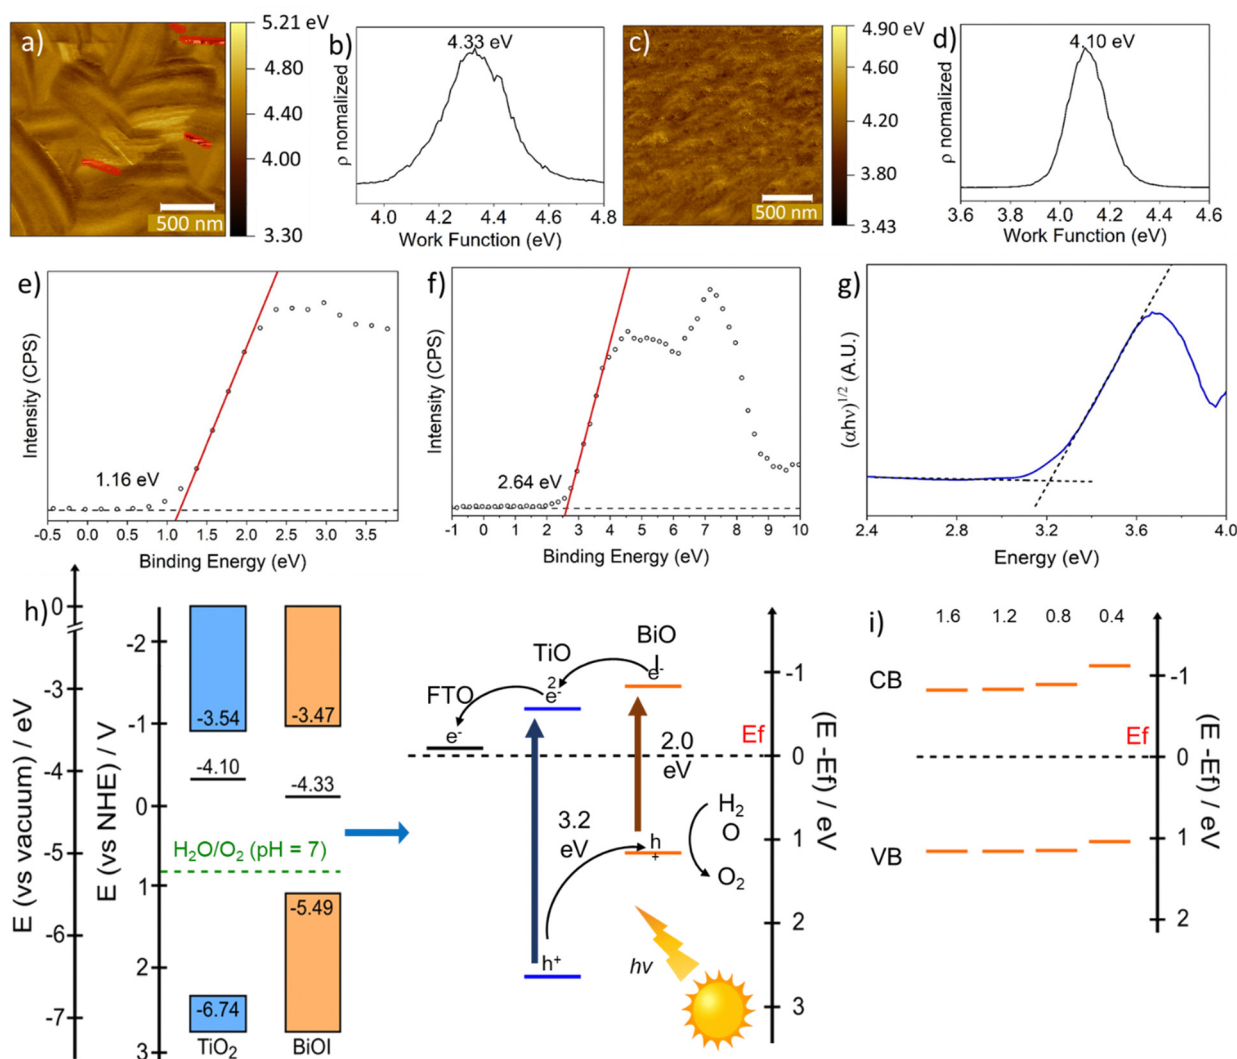 a)
5.21 eV
4.80
4.40
4.00
3.30
500 nm
b)
4.33 eV
ρ nomalized
4.0 4.2 4.4 4.6 4.8
Work Function (eV)
c)
4.90 eV
4.60
4.20
3.80
3.43
500 nm
d)
4.10 eV
ρ nomalized
3.6 3.8 4.0 4.2 4.4 4.6
Work Function (eV)
e)
Intensity (CPS)
1.16 eV
-0.5 0.0 0.5 1.0 1.5 2.0 2.5 3.0 3.5
Binding Energy (eV)
f)
Intensity (CPS)
2.64 eV
-1 0 1 2 3 4 5 6 7 8 9 10
Binding Energy (eV)
g)
(αhν)1/2 (A.U.)
2.4 2.8 3.2 3.6 4.0
Energy (eV)
h)
E (vs vacuum) / eV
0
-3
-4
-5
-6
-7
E (vs NHE) / V
-2
-1
0
1
2
3
-3.54
-3.47
-4.10
-4.33
H2O/O2 (pH = 7)
-5.49
-6.74
TiO2
BiOI
BiO
I
e-
TiO
2
e-
FTO
e-
Ef
2.0
eV
3.2
eV
H2
O
O2
h
+
h+
hν
-1
0
1
2
3
(E -Ef) / eV
i)
1.6 1.2 0.8 0.4
CB
VB
Ef
-1
0
1
2
(E -Ef) / eV